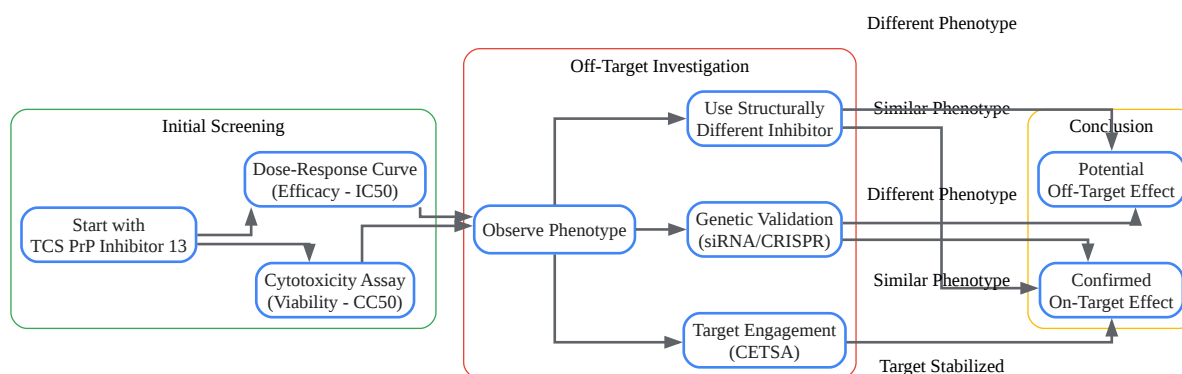 Different Phenotype
Off-Target Investigation
Use Structurally
Different Inhibitor
Similar Phenotype
Initial Screening
Conclusion
Dose-Response Curve
(Efficacy - IC50)
Potential
Off-Target Effect
Start with
TCS PrP Inhibitor 13
Observe Phenotype
Genetic Validation
(siRNA/CRISPR)
Different Phenotype
Cytotoxicity Assay
(Viability - CC50)
Similar Phenotype
Confirmed
On-Target Effect
Target Engagement
(CETSA)
Target Stabilized